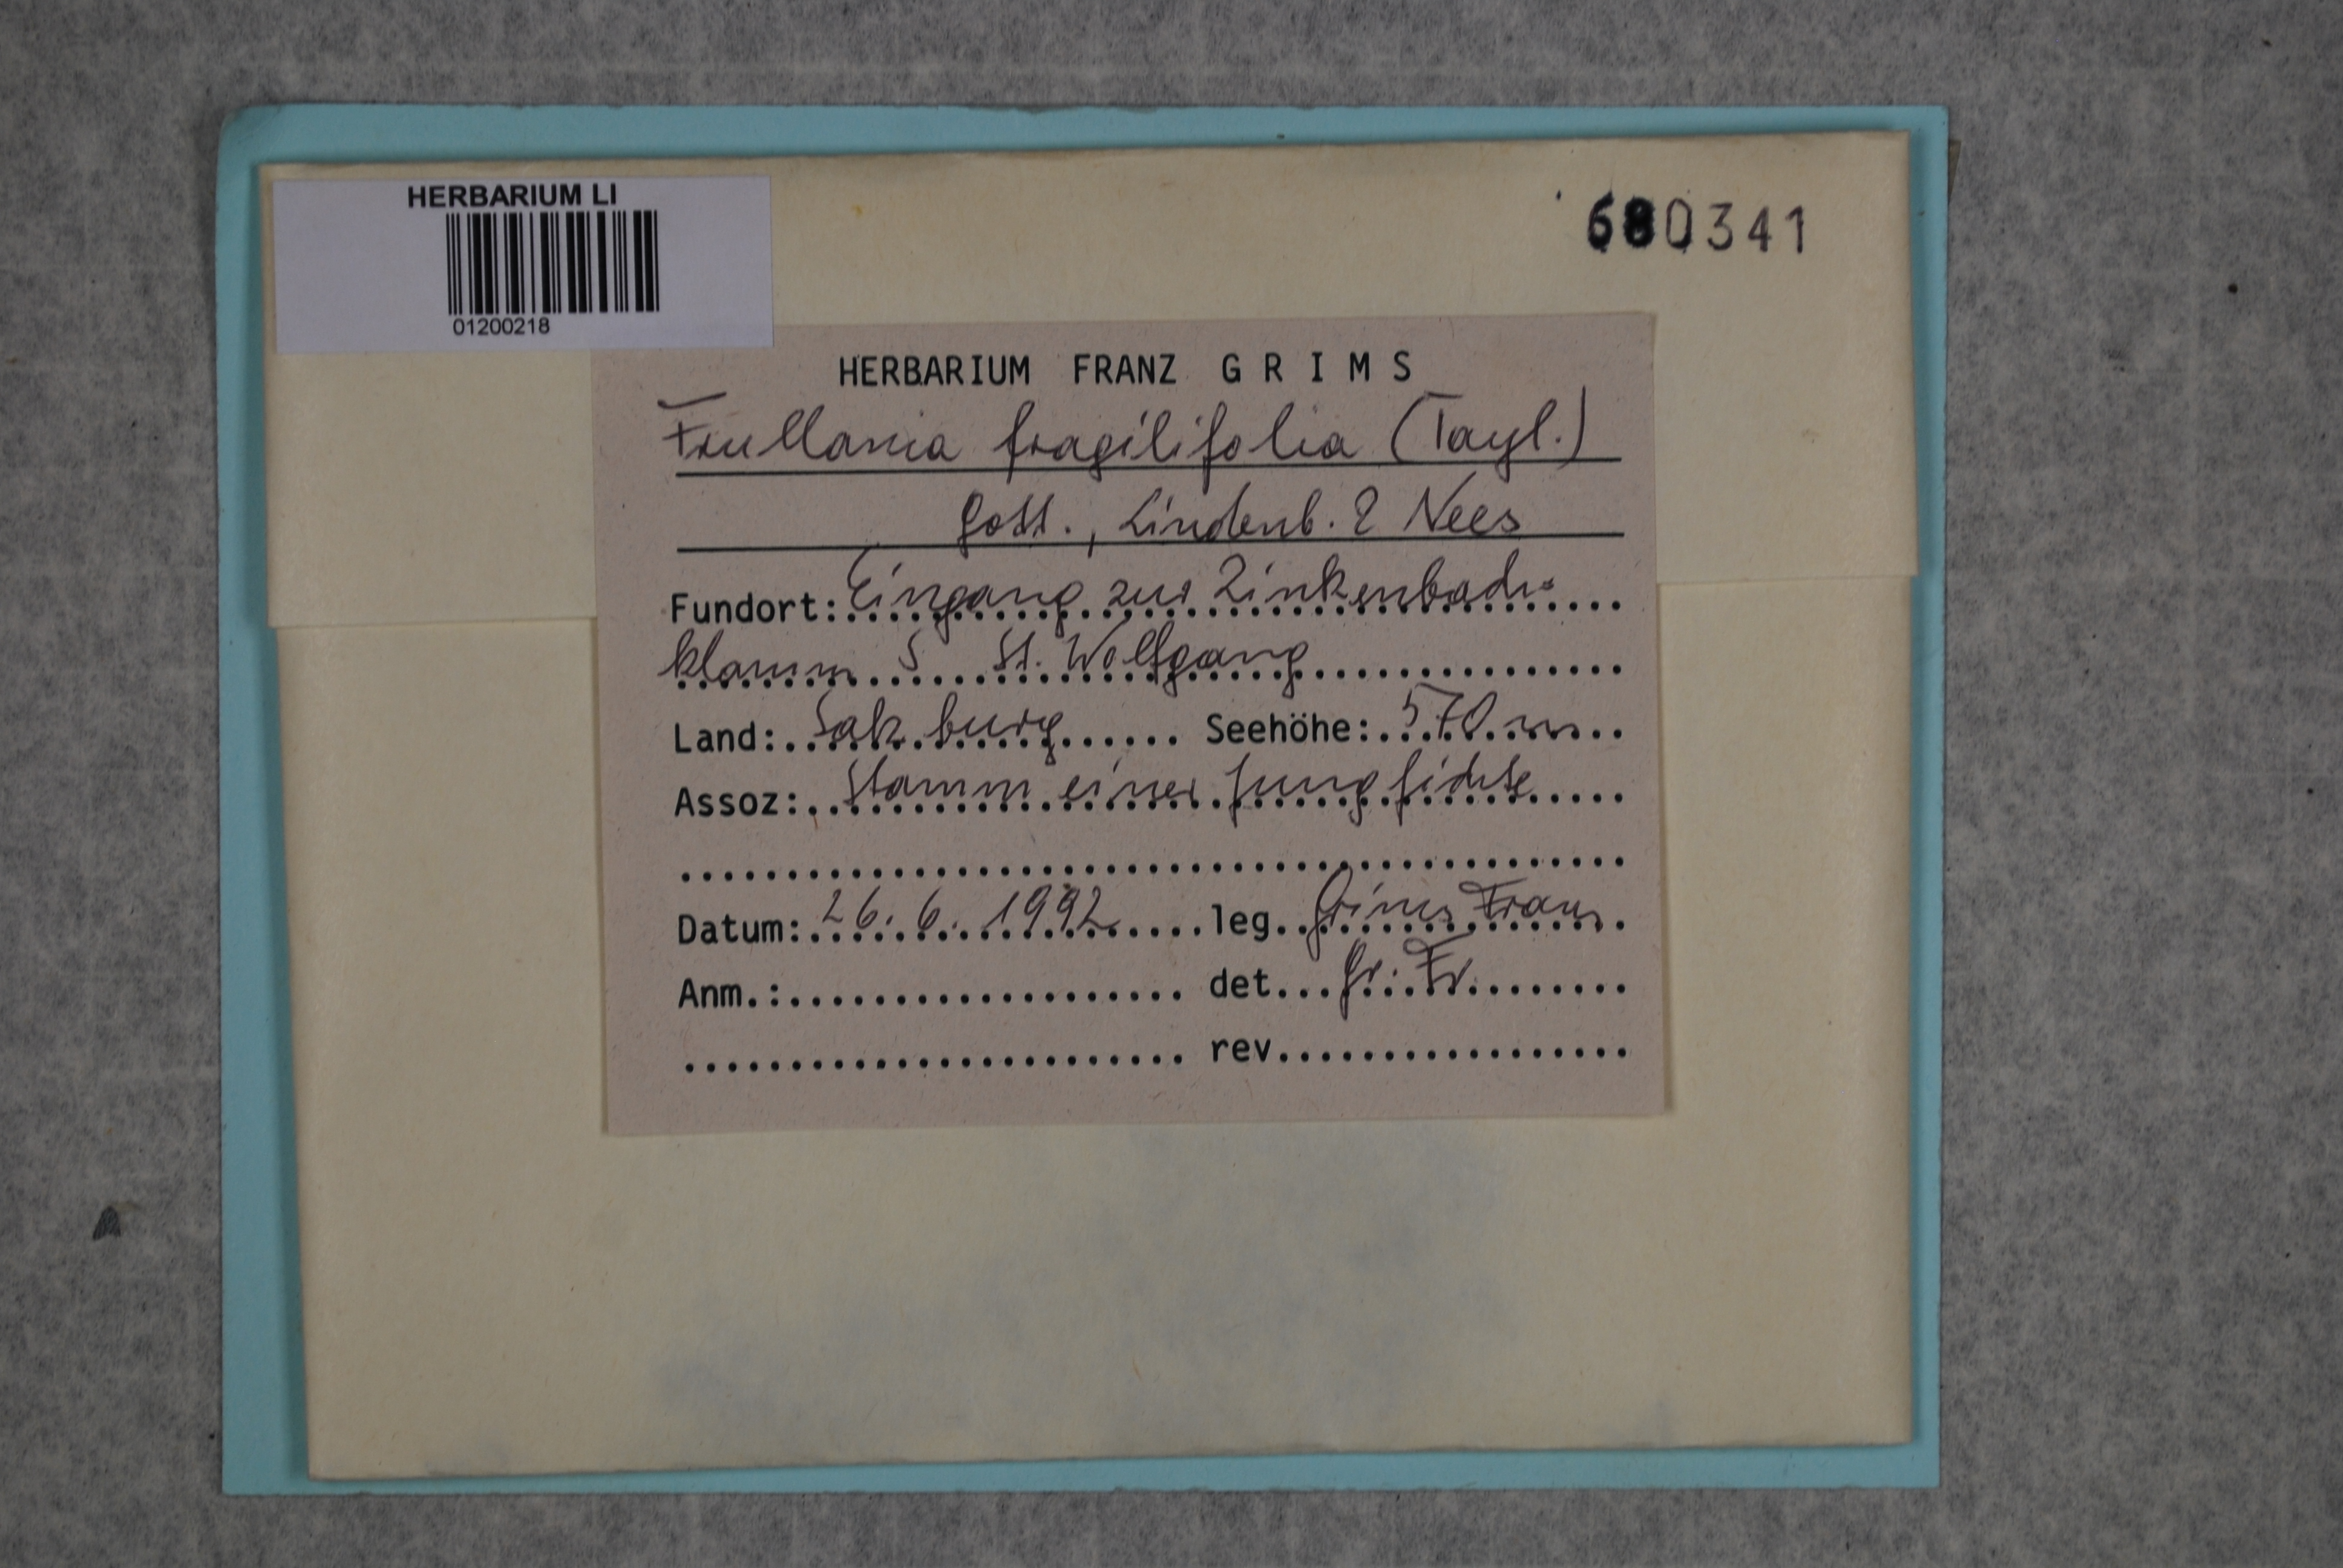 HERBARIUM LI
01200218
680341
HERBARIUM FRANZ GRIMS
Frullania fragilifolia (Tayl.)
Gott., Lindenb. & Nees
Fundort: Eingang zur Zinkenbach-
klamm S St. Wolfgang
Land: Salzburg Seehöhe: 570 m
Assoz: Stamm einer Jungfichte
Datum: 26. 6. 1992 leg. Grims Franz
Anm.: det. Gr. Fr.
rev.